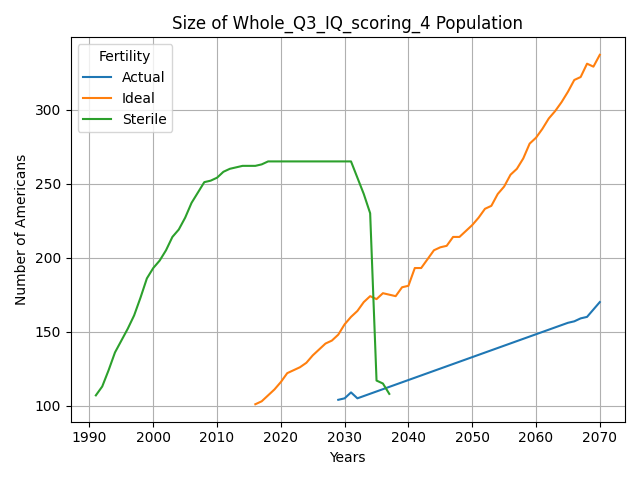 Size of Whole_Q3_IQ_scoring_4 Population
Fertility
Actual
Ideal
Sterile
Number of Americans
300
250
200
150
100
1990 2000 2010 2020 2030 2040 2050 2060 2070
Years